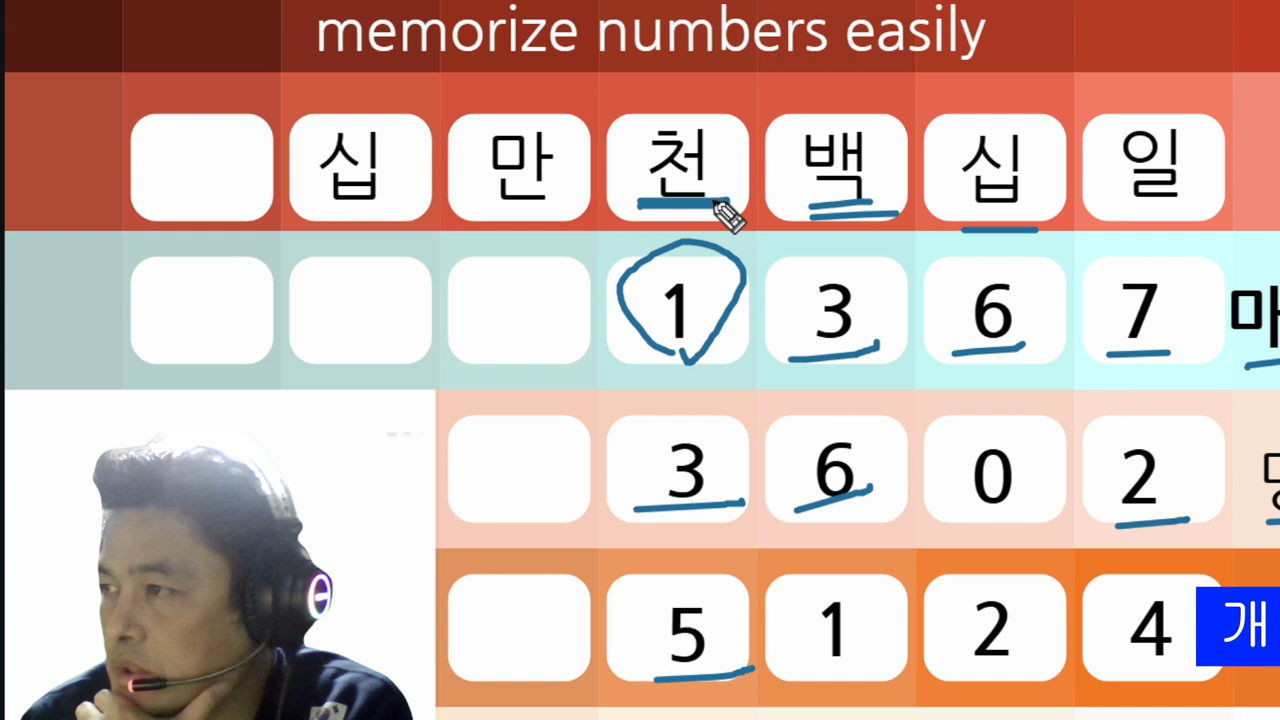 memorize numbers easily
십 만 천 백 십 일
1 3 6 7
3 6 0 2
5 1 2 4 개